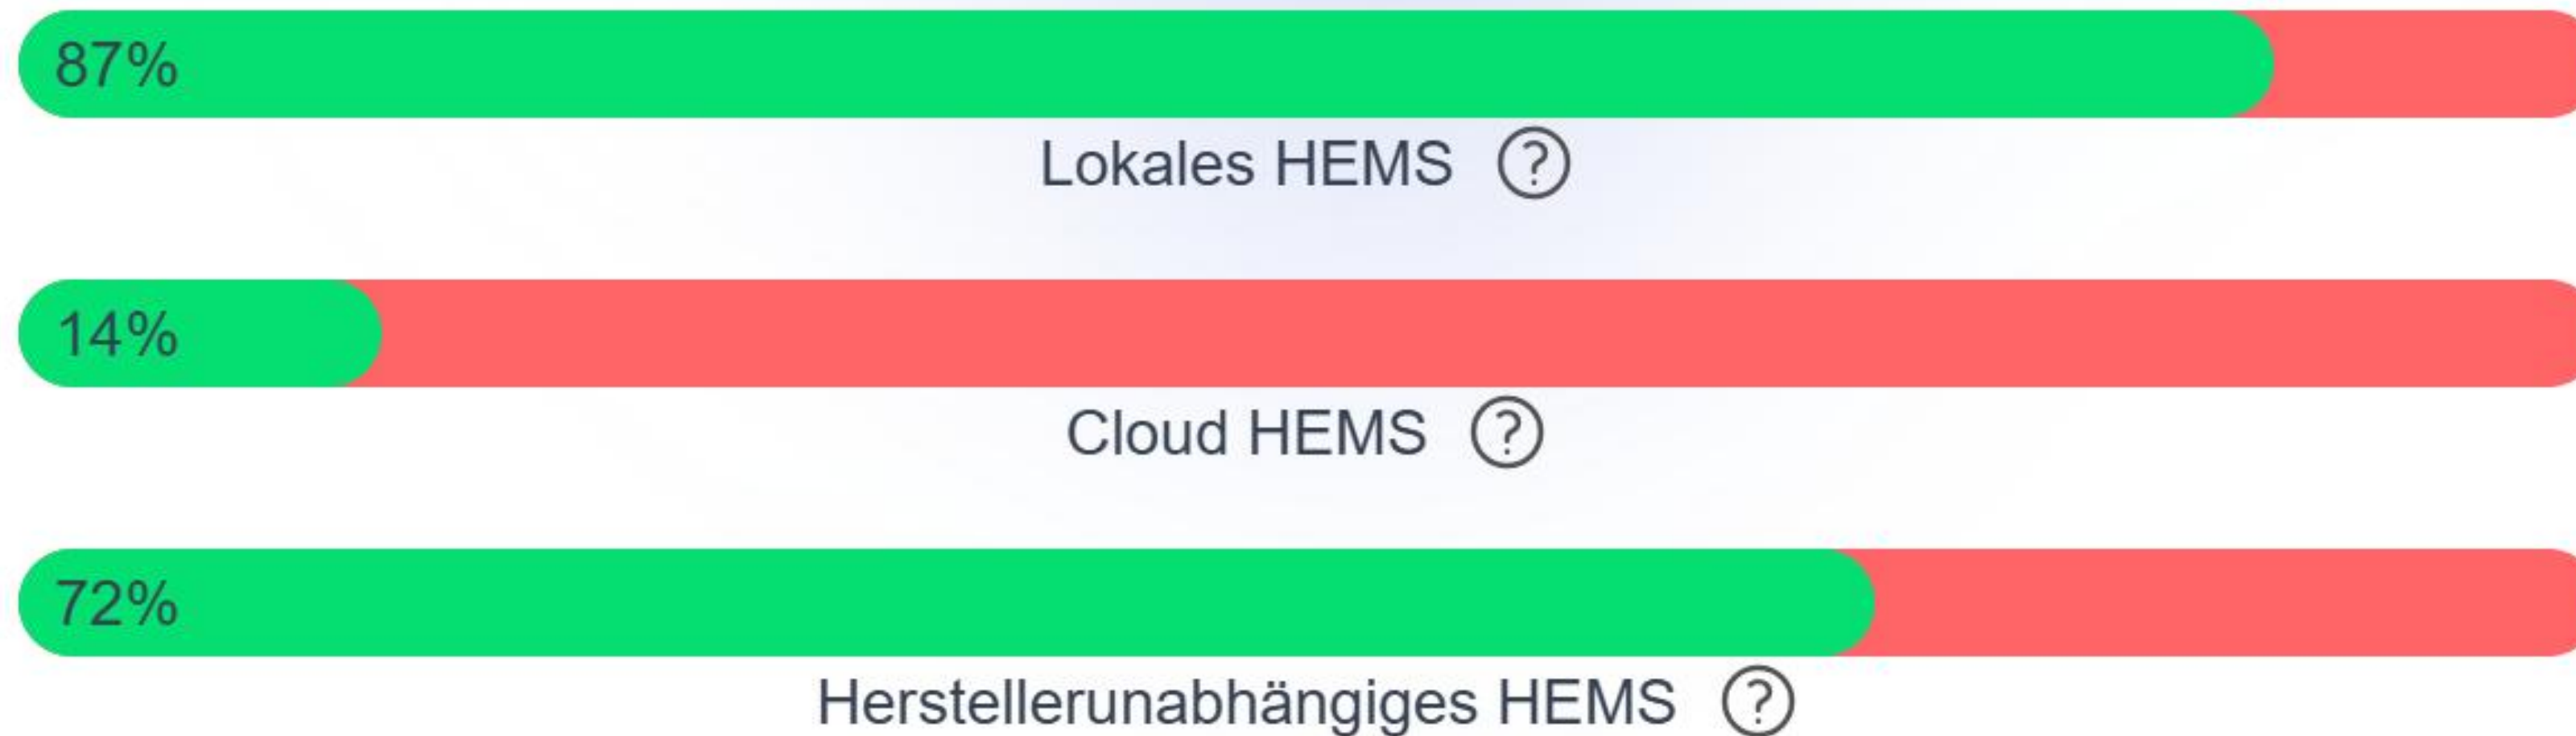 87%
Lokales HEMS ?
14%
Cloud HEMS ?
72%
Herstellerunabhängiges HEMS ?